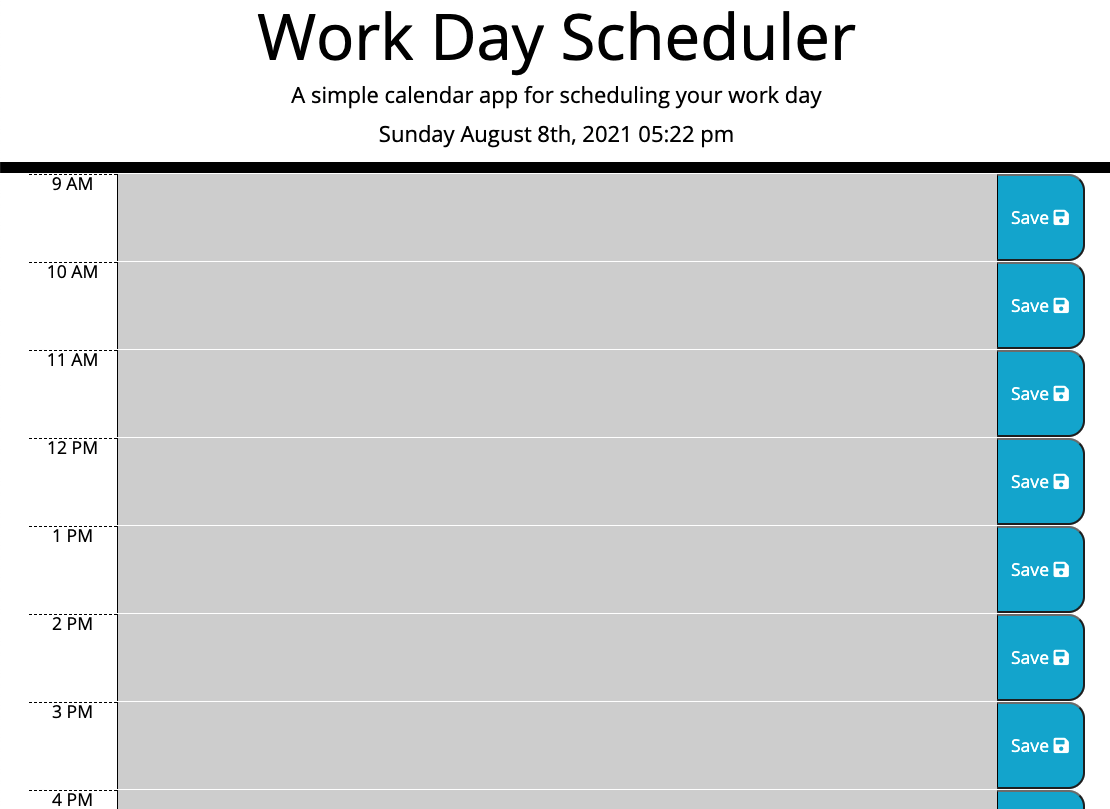 Work Day Scheduler
A simple calendar app for scheduling your work day
Sunday August 8th, 2021 05:22 pm
9 AM
Save
10 AM
Save
11 AM
Save
12 PM
Save
1 PM
Save
2 PM
Save
3 PM
Save
4 PM